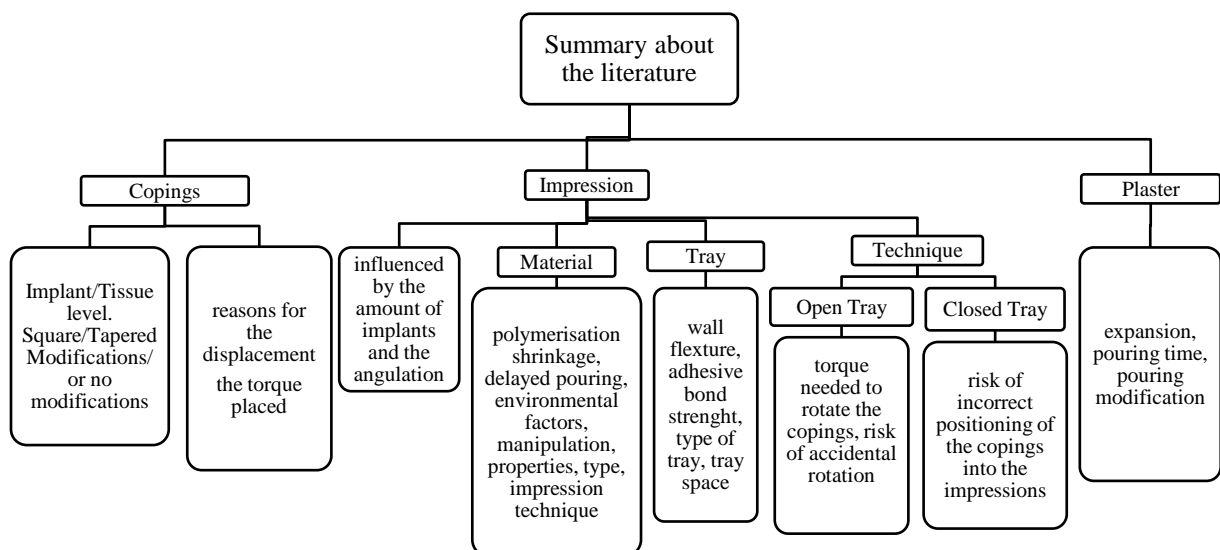 Summary about
the literature
Copings
Impression
Plaster
Implant/Tissue
level.
Square/Tapered
Modifications/
or no
modifications
reasons for
the
displacement
the torque
placed
influenced
by the
amount of
implants
and the
angulation
Material
polymerisation
shrinkage,
delayed pouring,
environmental
factors,
manipulation,
properties, type,
impression
technique
Tray
wall
flexture,
adhesive
bond
strenght,
type of
tray, tray
space
Technique
Open Tray
torque
needed to
rotate the
copings, risk
of accidental
rotation
Closed Tray
risk of
incorrect
positioning of
the copings
into the
impressions
expansion,
pouring time,
pouring
modification